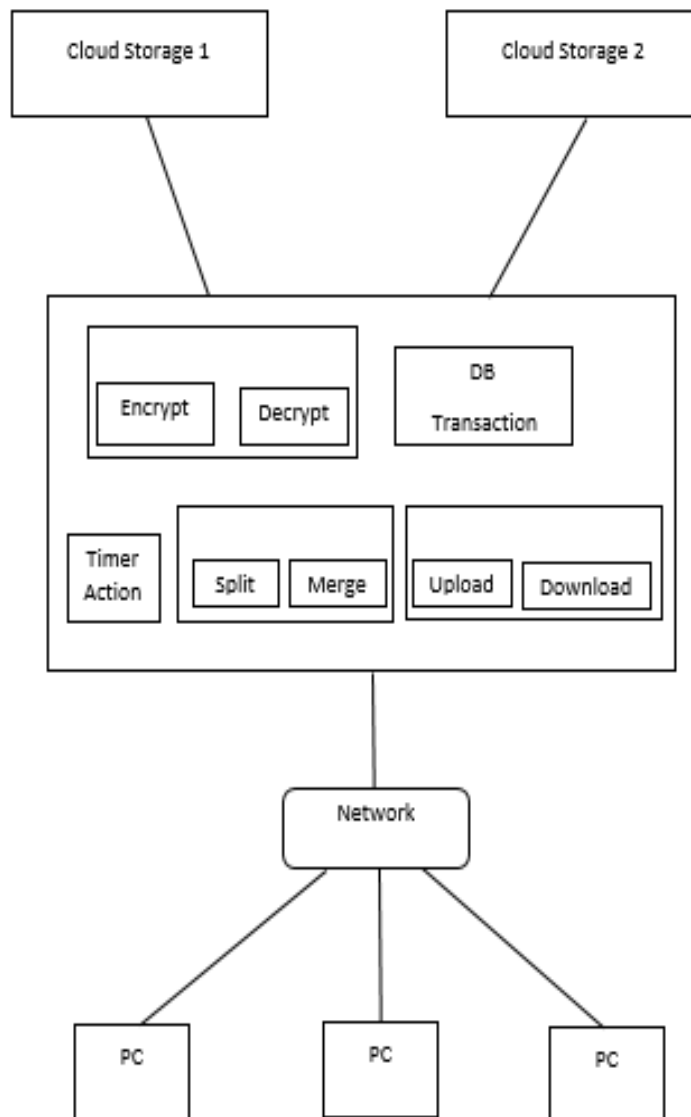 Cloud Storage 1
Cloud Storage 2
Encrypt
Decrypt
DB
Transaction
Timer
Action
Split
Merge
Upload
Download
Network
PC
PC
PC